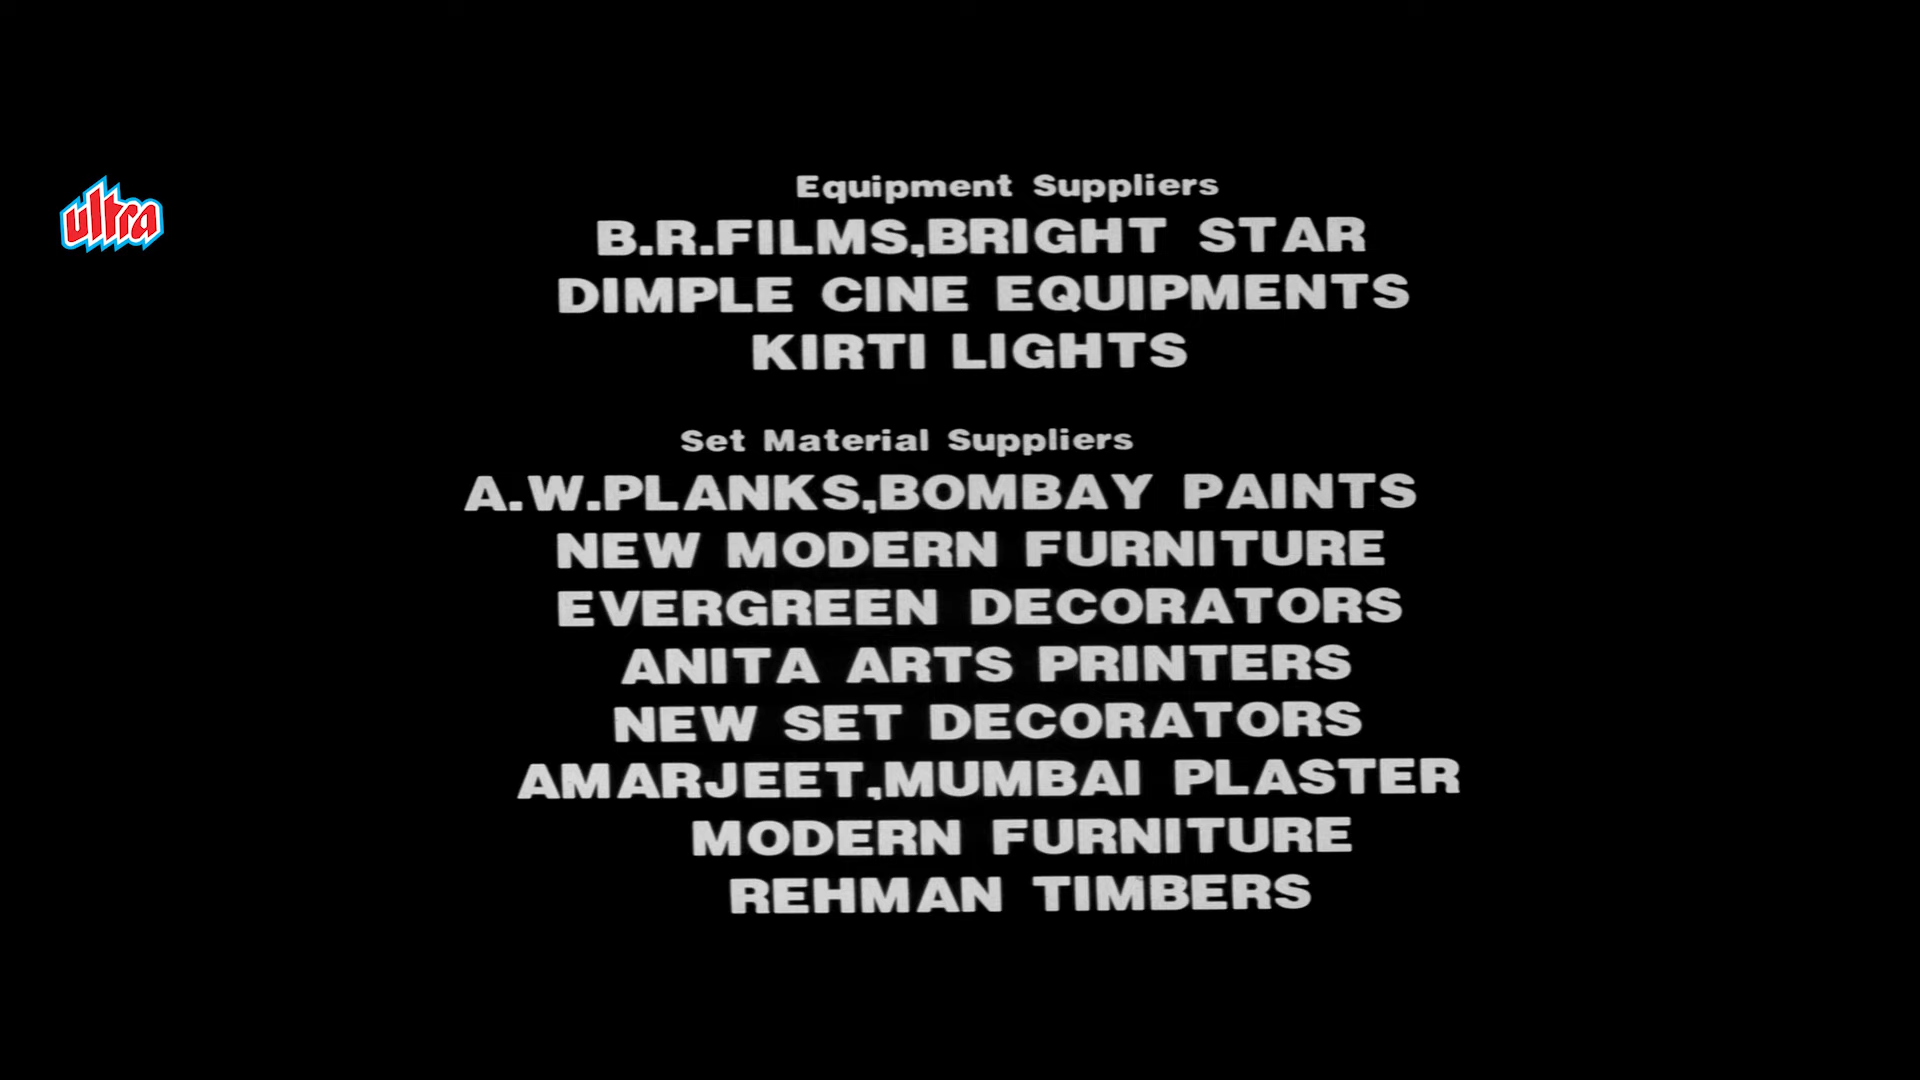 Equipment Suppliers
ultra
B.R.FILMS,BRIGHT STAR
DIMPLE CINE EQUIPMENTS
KIRTI LIGHTS
Set Material Suppliers
A.W.PLANKS,BOMBAY PAINTS
NEW MODERN FURNITURE
EVERGREEN DECORATORS
ANITA ARTS PRINTERS
NEW SET DECORATORS
AMARJEET,MUMBAI PLASTER
MODERN FURNITURE
REHMAN TIMBERS